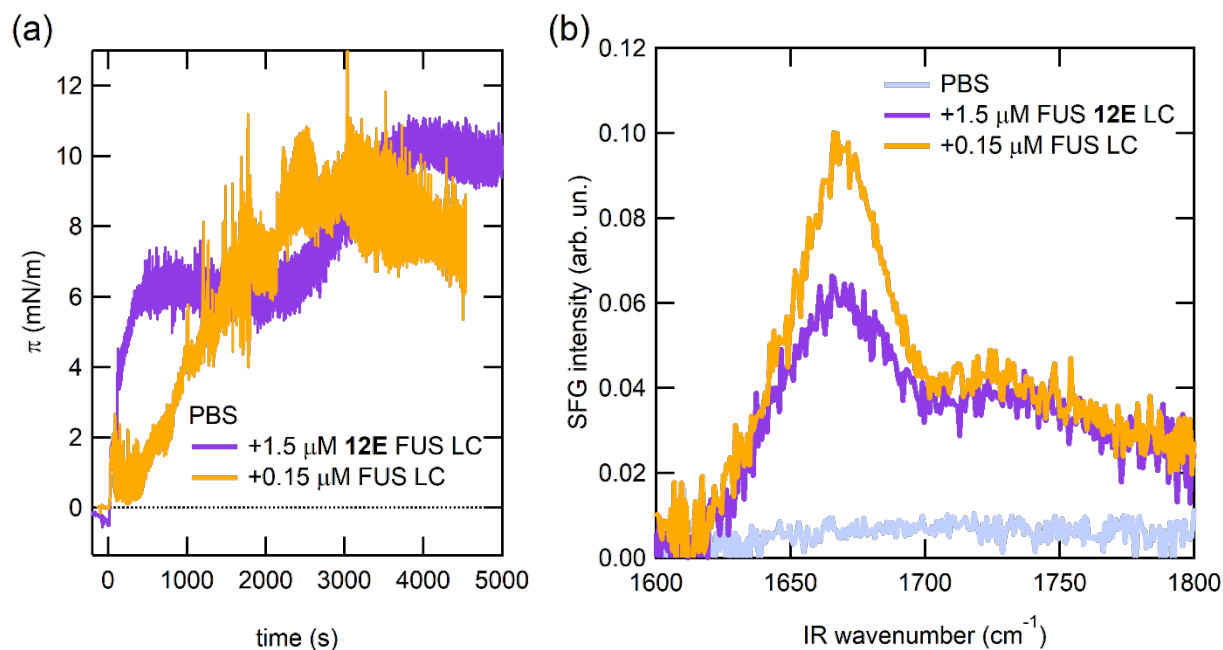 (a)
12
10
8
6
4
2
0
π (mN/m)
PBS
+1.5 μM 12E FUS LC
+0.15 μM FUS LC
0 1000 2000 3000 4000 5000
time (s)
(b)
0.12
0.10
0.08
0.06
0.04
0.02
0.00
SFG intensity (arb. un.)
PBS
+1.5 μM FUS 12E LC
+0.15 μM FUS LC
1600 1650 1700 1750 1800
IR wavenumber (cm⁻¹)